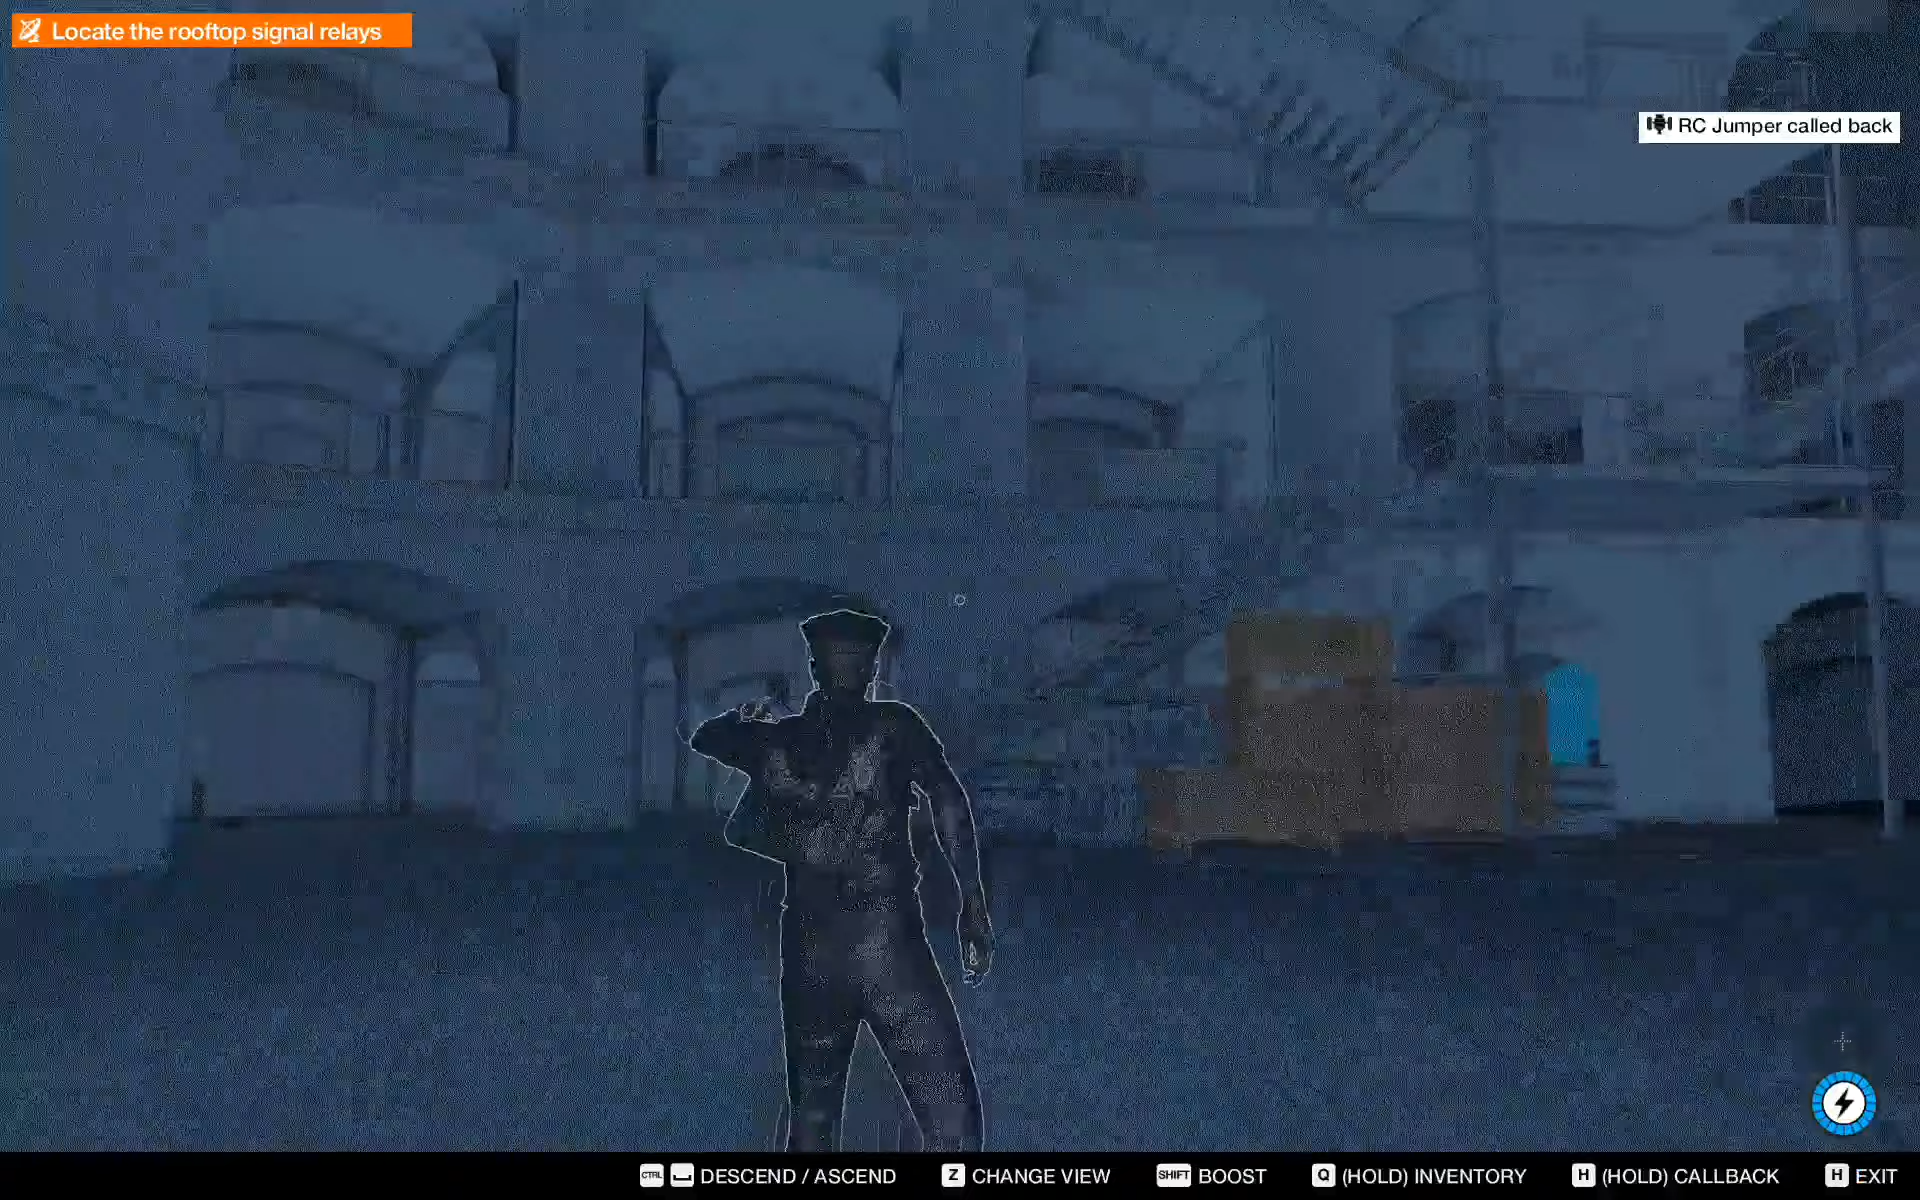 Locate the rooftop signal relays
RC Jumper called back
CTRL DESCEND / ASCEND Z CHANGE VIEW SHIFT BOOST Q (HOLD) INVENTORY H (HOLD) CALLBACK H EXIT